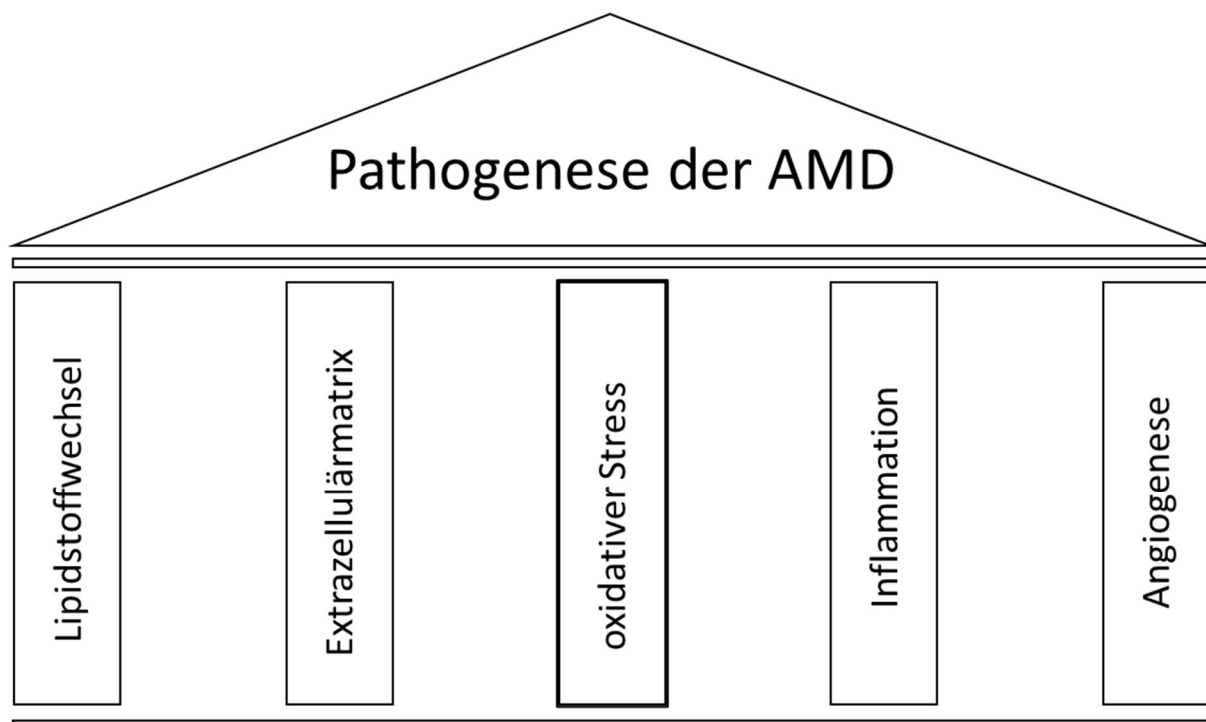 Pathogenese der AMD
Lipidstoffwechsel
Extrazellulärmatrix
oxidativer Stress
Inflammation
Angiogenese